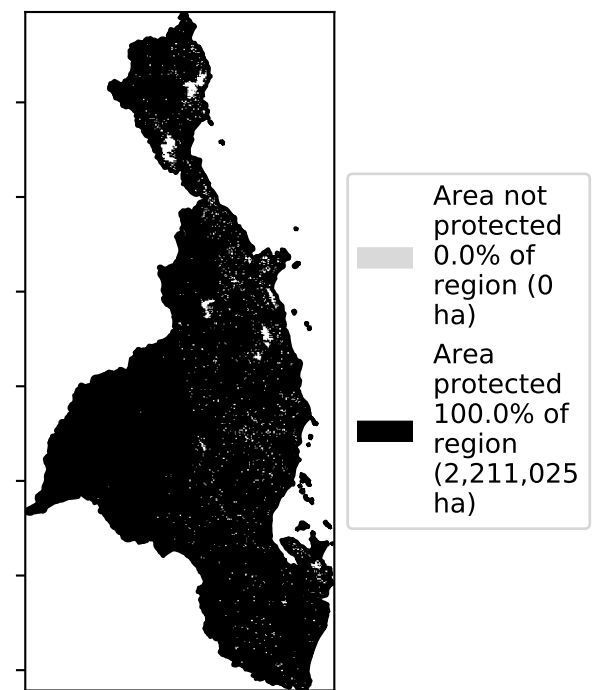 Area not
protected
0.0% of
region (0
ha)
Area
protected
100.0% of
region
(2,211,025
ha)